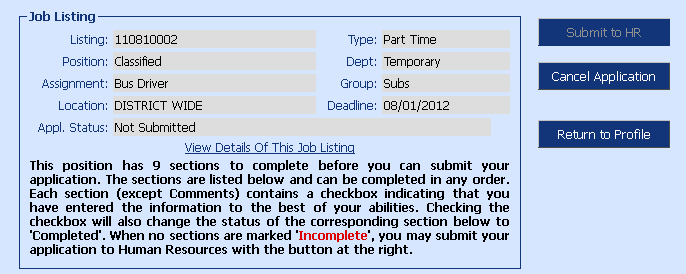 Job Listing
Listing: 110810002 Type: Part Time Submit to HR
Position: Classified Dept: Temporary
Assignment: Bus Driver Group: Subs Cancel Application
Location: DISTRICT WIDE Deadline: 08/01/2012
Appl. Status: Not Submitted Return to Profile
View Details Of This Job Listing
This position has 9 sections to complete before you can submit your
application. The sections are listed below and can be completed in any order.
Each section (except Comments) contains a checkbox indicating that you
have entered the information to the best of your abilities. Checking the
checkbox will also change the status of the corresponding section below to
'Completed'. When no sections are marked 'Incomplete', you may submit your
application to Human Resources with the button at the right.